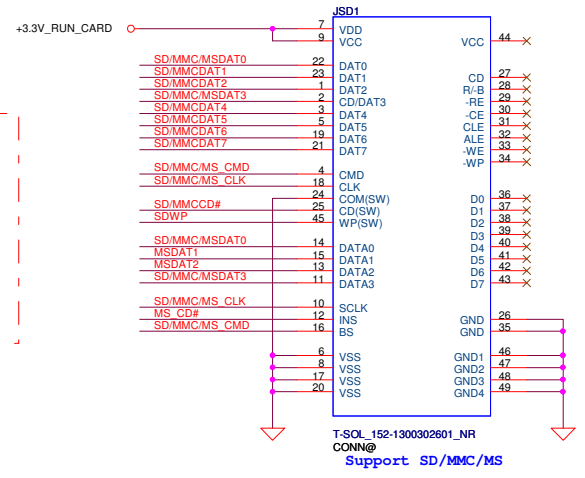 JSD1
+3.3V_RUN_CARD 7 VDD
9 VCC VCC 44
SD/MMC/MSDAT0 22 DAT0
SD/MMCDAT1 23 DAT1 CD 27
SD/MMCDAT2 1 DAT2 R/-B 28
SD/MMC/MSDAT3 2 CD/DAT3 -RE 29
SD/MMCDAT4 3 DAT4 -CE 30
SD/MMCDAT5 5 DAT5 CLE 31
SD/MMCDAT6 19 DAT6 ALE 32
SD/MMCDAT7 21 DAT7 -WE 33
-WP 34
SD/MMC/MS_CMD 4 CMD
SD/MMC/MS_CLK 18 CLK
24 COM(SW) D0 36
SD/MMCCD# 25 CD(SW) D1 37
SDWP 45 WP(SW) D2 38
D3 39
SD/MMC/MSDAT0 14 DATA0 D4 40
MSDAT1 15 DATA1 D5 41
MSDAT2 13 DATA2 D6 42
SD/MMC/MSDAT3 11 DATA3 D7 43
SD/MMC/MS_CLK 10 SCLK
MS_CD# 12 INS GND 26
SD/MMC/MS_CMD 16 BS GND 35
6 VSS GND1 46
8 VSS GND2 47
17 VSS GND3 48
20 VSS GND4 49
T-SOL_152-1300302601_NR
CONN@
Support SD/MMC/MS